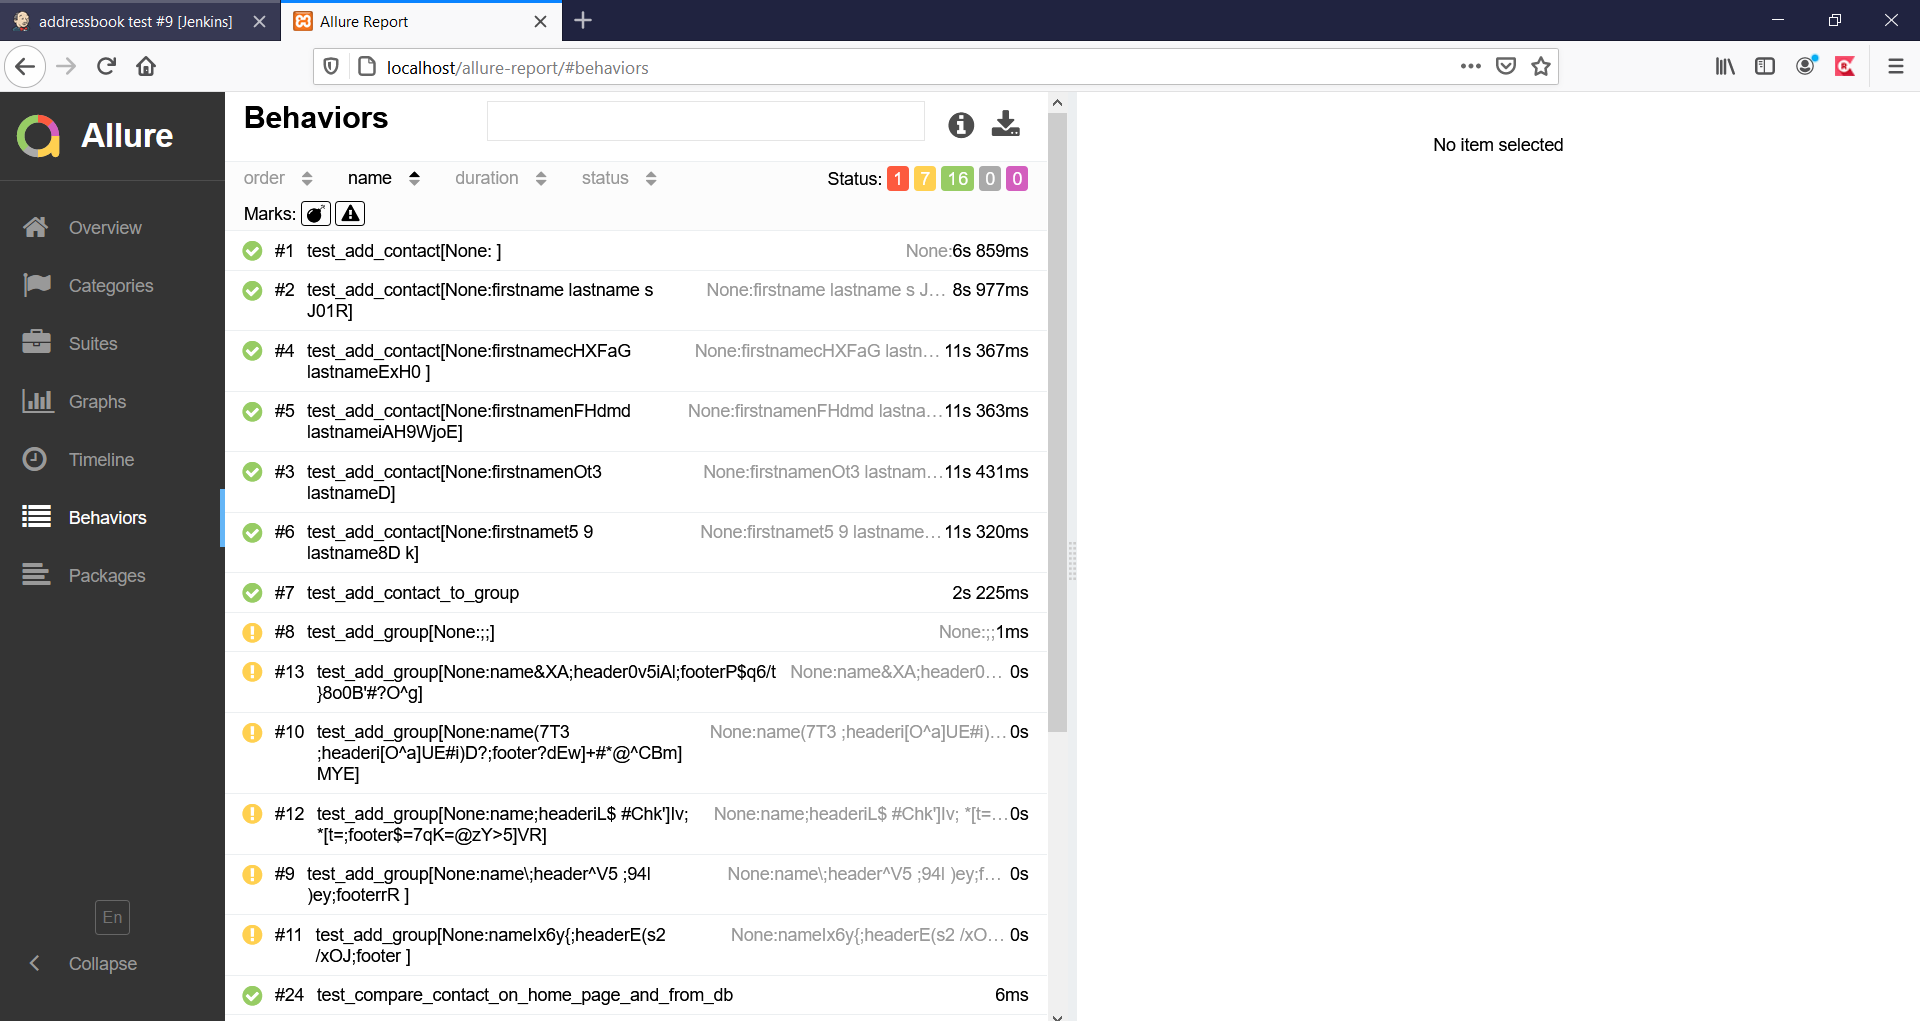 addressbook test #9 [Jenkins]
Allure Report
localhost/allure-report/#behaviors
Allure
Overview
Categories
Suites
Graphs
Timeline
Behaviors
Packages
En
Collapse
Behaviors
order name duration status Status: 1 7 16 0 0
Marks:
#1 test_add_contact[None: ] None: 6s 859ms
#2 test_add_contact[None:firstname lastname s None:firstname lastname s J… 8s 977ms
J01R]
#4 test_add_contact[None:firstnamecHXFaG None:firstnamecHXFaG lastn… 11s 367ms
lastnameExH0 ]
#5 test_add_contact[None:firstnamenFHdmd None:firstnamenFHdmd lastna… 11s 363ms
lastnameiAH9WjoE]
#3 test_add_contact[None:firstnamenOt3 None:firstnamenOt3 lastnam… 11s 431ms
lastnameD]
#6 test_add_contact[None:firstnamet5 9 None:firstnamet5 9 lastname… 11s 320ms
lastname8D k]
#7 test_add_contact_to_group 2s 225ms
#8 test_add_group[None:;;] None:;; 1ms
#13 test_add_group[None:name&XA;header0v5iAl;footerP$q6/t None:name&XA;header0… 0s
}8o0B'#?O^g]
#10 test_add_group[None:name(7T3 None:name(7T3 ;headeri[O^a]UE#i)… 0s
;headeri[O^a]UE#i)D?;footer?dEw]+#*@^CBm]
MYE]
#12 test_add_group[None:name;headeriL$ #Chk']Iv; None:name;headeriL$ #Chk']Iv; *[t=… 0s
*[t=;footer$=7qK=@zY>5]VR]
#9 test_add_group[None:name\;header^V5 ;94l None:name\;header^V5 ;94l )ey;f… 0s
)ey;footerrR ]
#11 test_add_group[None:nameIx6y{;headerE(s2 None:nameIx6y{;headerE(s2 /xO… 0s
/xOJ;footer ]
#24 test_compare_contact_on_home_page_and_from_db 6ms
No item selected